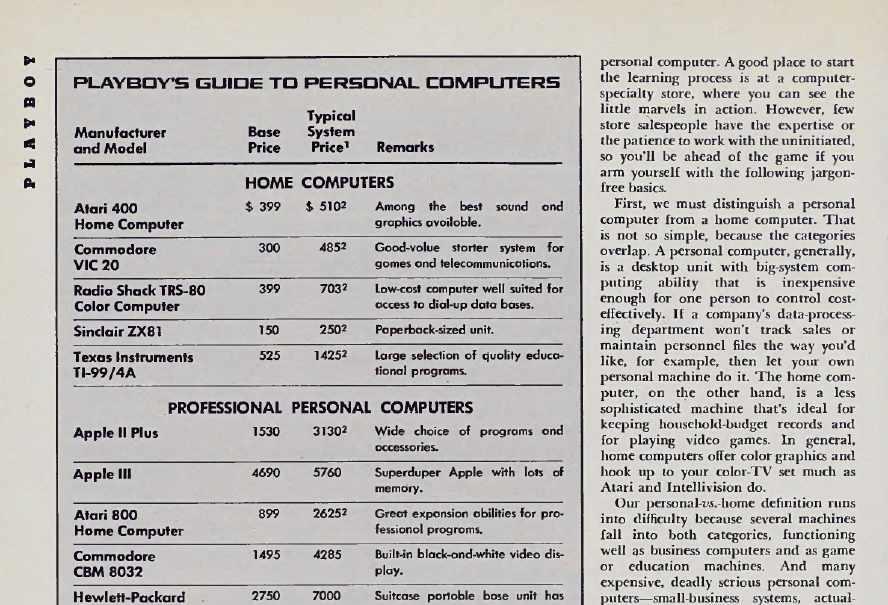 PLAYBOY
PLAYBOY'S GUIDE TO PERSONAL COMPUTERS
Manufacturer and Model Base Price Typical System Price¹ Remarks
HOME COMPUTERS
Atari 400 $ 399 $ 510² Among the best sound and
Home Computer graphics available.
Commodore 300 485² Good-value starter system for
VIC 20 games and telecommunications.
Radio Shack TRS-80 399 703² Low-cost computer well suited for
Color Computer access to dial-up data bases.
Sinclair ZX81 150 250² Paperback-sized unit.
Texas Instruments 525 1425² Large selection of quality educa-
TI-99/4A tional programs.
PROFESSIONAL PERSONAL COMPUTERS
Apple II Plus 1530 3130² Wide choice of programs and
accessories.
Apple III 4690 5760 Superduper Apple with lots of
memory.
Atari 800 899 2625² Great expansion abilities for pro-
Home Computer fessional programs.
Commodore 1495 4285 Built-in black-and-white video dis-
CBM 8032 play.
Hewlett-Packard 2750 7000 Suitcase portable base unit has
personal computer. A good place to start
the learning process is at a computer-
specialty store, where you can see the
little marvels in action. However, few
store salespeople have the expertise or
the patience to work with the uninitiated,
so you'll be ahead of the game if you
arm yourself with the following jargon-
free basics.
First, we must distinguish a personal
computer from a home computer. That
is not so simple, because the categories
overlap. A personal computer, generally,
is a desktop unit with big-system com-
puting ability that is inexpensive
enough for one person to control cost-
effectively. If a company's data-process-
ing department won't track sales or
maintain personnel files the way you'd
like, for example, then let your own
personal machine do it. The home com-
puter, on the other hand, is a less
sophisticated machine that's ideal for
keeping household-budget records and
for playing video games. In general,
home computers offer color graphics and
hook up to your color-TV set much as
Atari and Intellivision do.
Our personal-vs.-home definition runs
into difficulty because several machines
fall into both categories, functioning
well as business computers and as game
or education machines. And many
expensive, deadly serious personal com-
puters—small-business systems, actual-